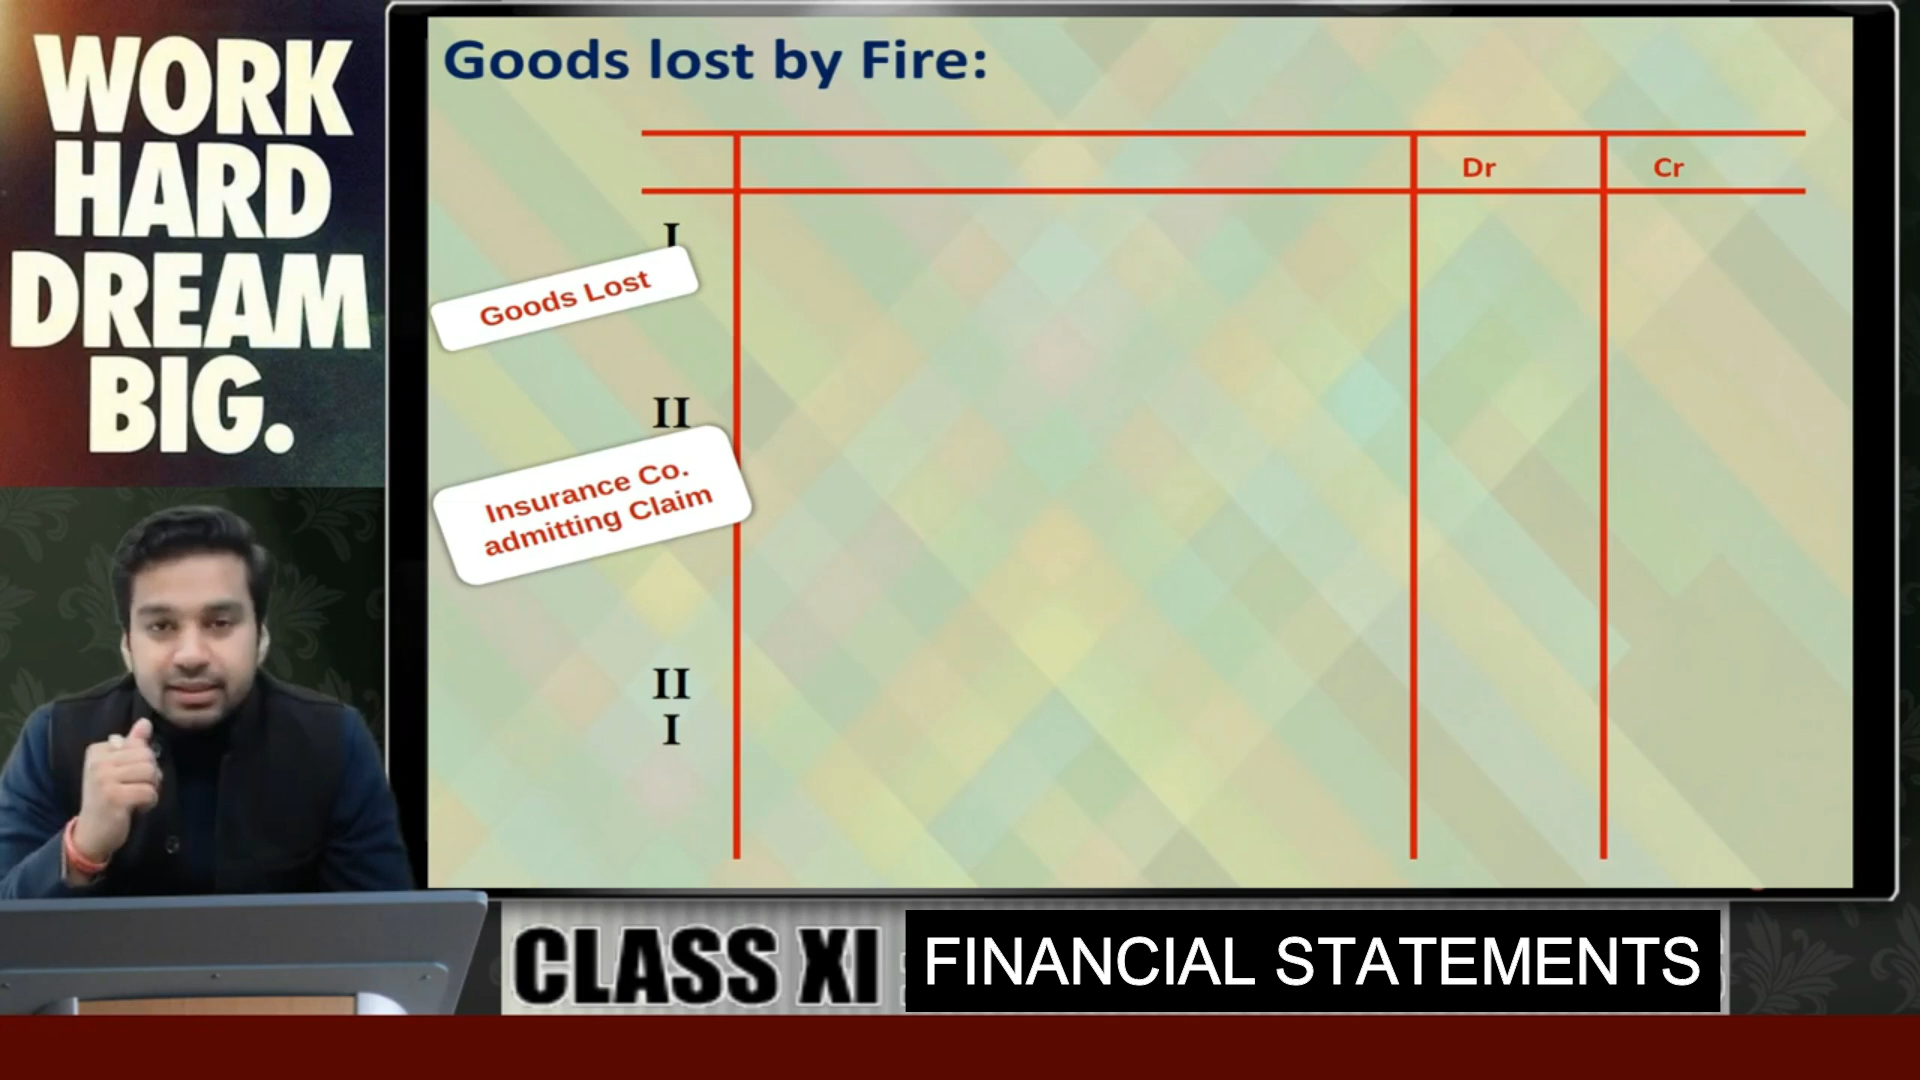 WORK
HARD
DREAM
BIG.
Goods lost by Fire:
Dr Cr
I
Goods Lost
II
Insurance Co.
admitting Claim
II
I
CLASS XI
FINANCIAL STATEMENTS